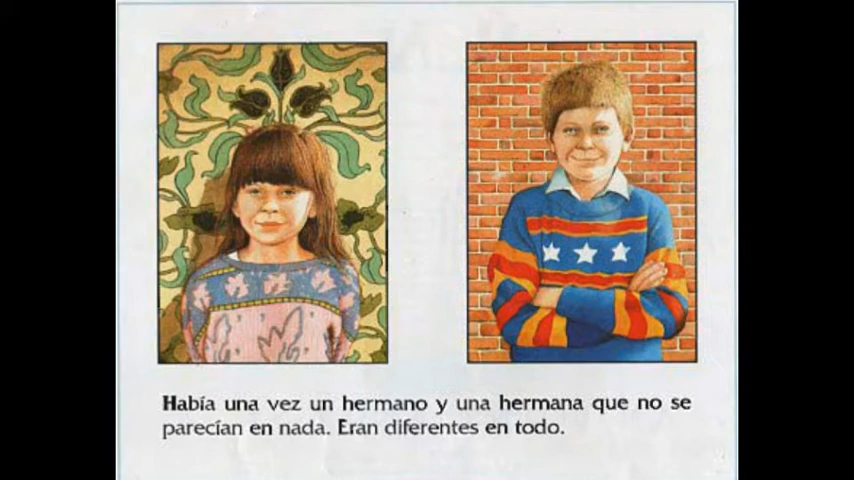 Había una vez un hermano y una hermana que no se
parecían en nada. Eran diferentes en todo.